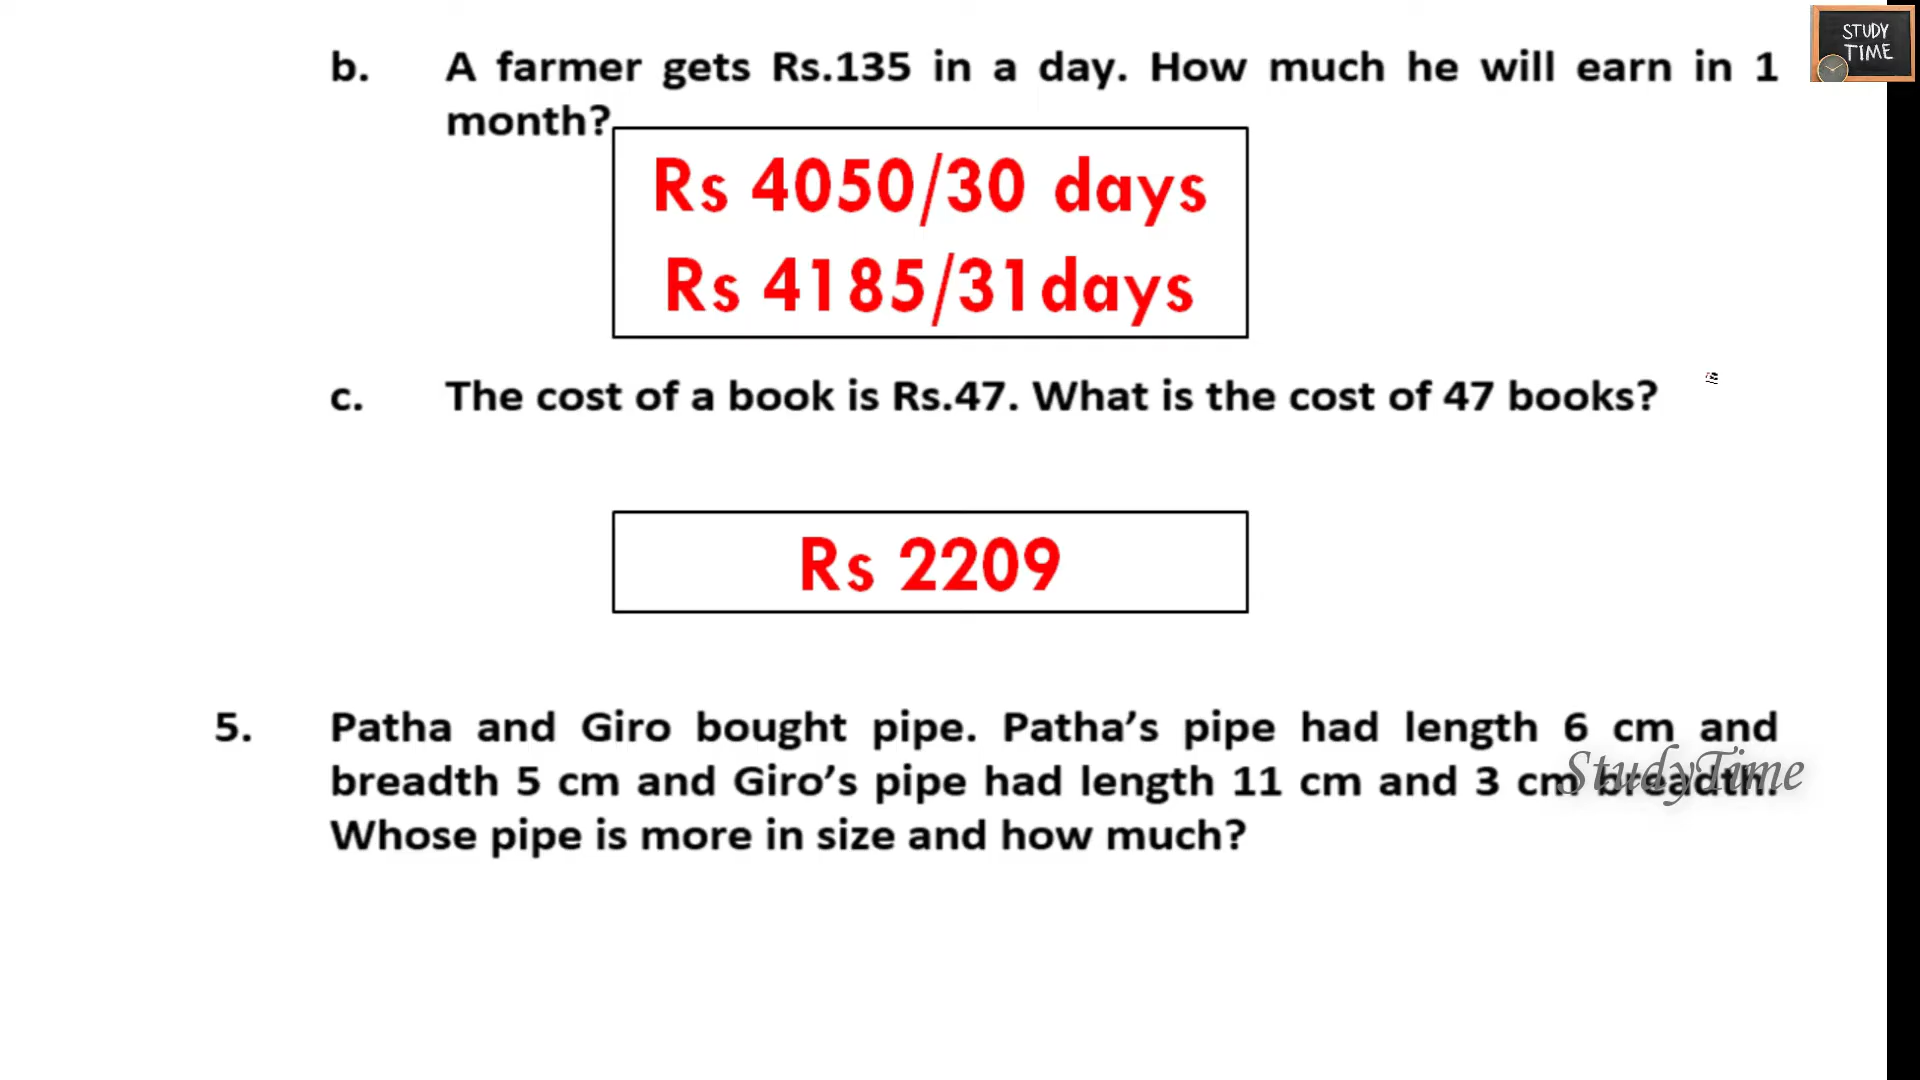 STUDY
TIME
b. A farmer gets Rs.135 in a day. How much he will earn in 1
month?
Rs 4050/30 days
Rs 4185/31days
c. The cost of a book is Rs.47. What is the cost of 47 books?
Rs 2209
5. Patha and Giro bought pipe. Patha’s pipe had length 6 cm and
breadth 5 cm and Giro’s pipe had length 11 cm and 3 cm breadth.
StudyTime
Whose pipe is more in size and how much?